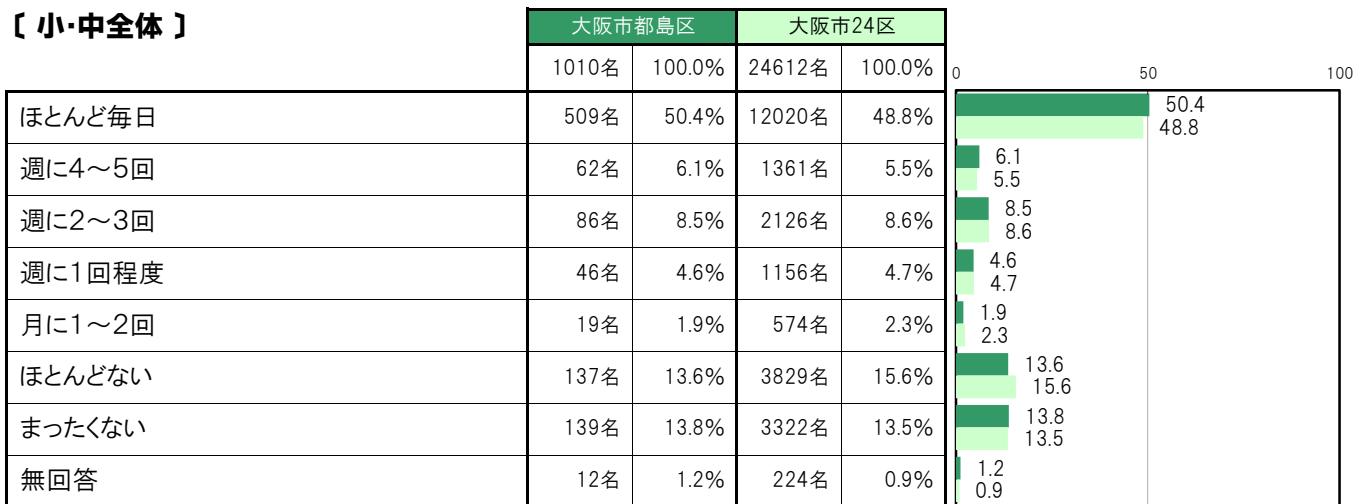 〔 小・中全体 〕
大阪市都島区 大阪市24区
1010名 100.0% 24612名 100.0% 0 50 100
ほとんど毎日 509名 50.4% 12020名 48.8% 50.4
48.8
週に4～5回 62名 6.1% 1361名 5.5% 6.1
5.5
週に2～3回 86名 8.5% 2126名 8.6% 8.5
8.6
週に1回程度 46名 4.6% 1156名 4.7% 4.6
4.7
月に1～2回 19名 1.9% 574名 2.3% 1.9
2.3
ほとんどない 137名 13.6% 3829名 15.6% 13.6
15.6
まったくない 139名 13.8% 3322名 13.5% 13.8
13.5
無回答 12名 1.2% 224名 0.9% 1.2
0.9